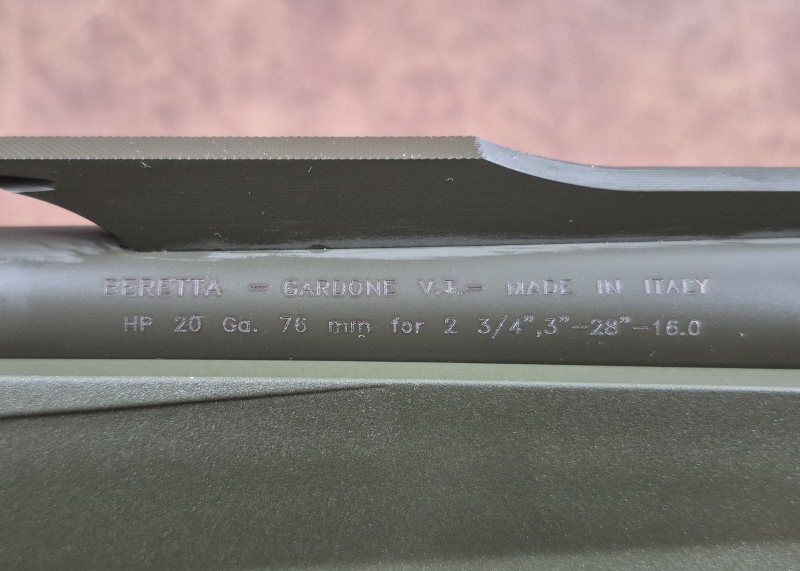 BERETTA - GARDONE V.T.- MADE IN ITALY
HP 20 Ga. 76 mm for 2 3/4”,3”-28”-16.0